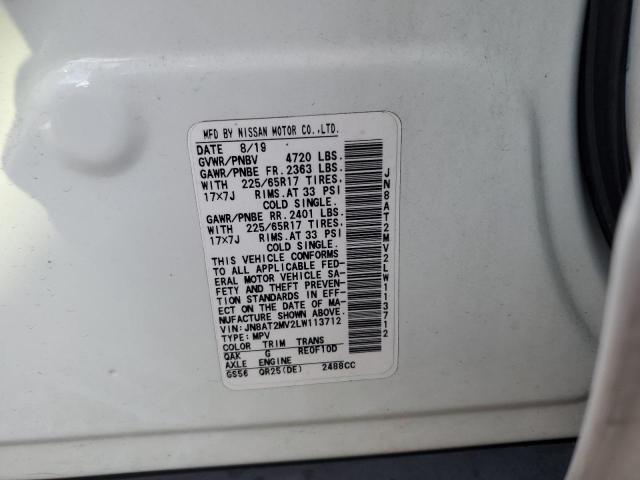 MFD BY NISSAN MOTOR CO.,LTD.
DATE 8/19
GVWR/PNBV 4720 LBS.
GAWR/PNBE FR. 2363 LBS.
WITH 225/65R17 TIRES.
17X7J RIMS.AT 33 PSI
COLD SINGLE.
GAWR/PNBE RR. 2401 LBS.
WITH 225/65R17 TIRES.
17X7J RIMS.AT 33 PSI
COLD SINGLE.
THIS VEHICLE CONFORMS
TO ALL APPLICABLE FED-
ERAL MOTOR VEHICLE SA-
FETY AND THEFT PREVEN-
TION STANDARDS IN EFF-
ECT ON THE DATE OF MA-
NUFACTURE SHOWN ABOVE.
VIN: JN8AT2MV2LW113712
TYPE: MPV
COLOR TRIM TRANS
QAK G RE0F10D
AXLE ENGINE
GS56 QR25(DE) 2488CC
JN8AT2MV2LW113712